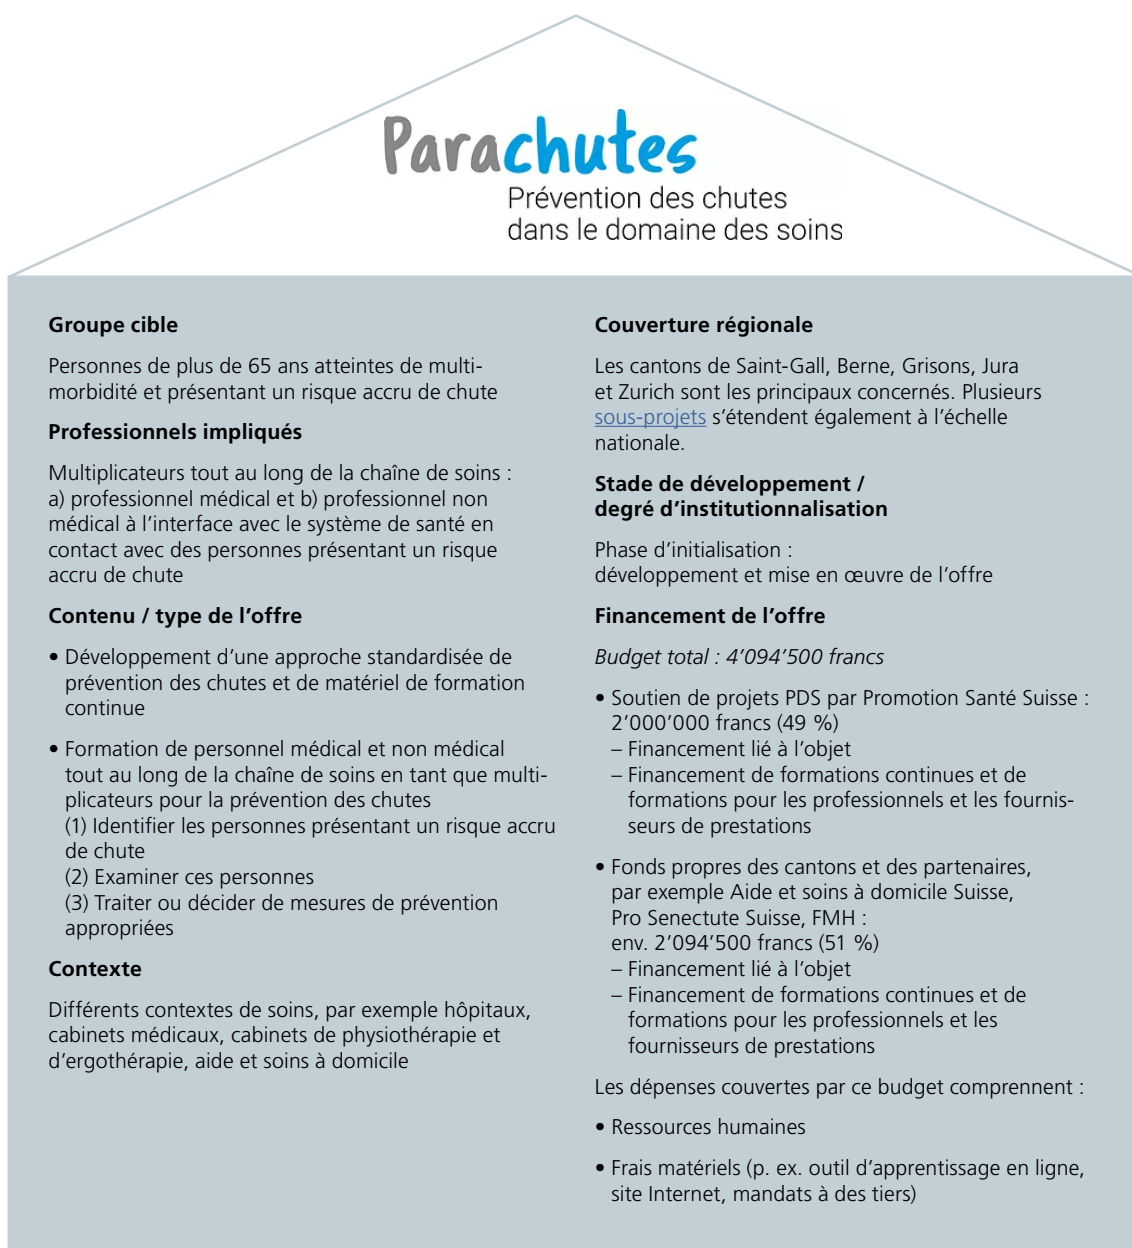 Parachutes
Prévention des chutes
dans le domaine des soins
Groupe cible
Personnes de plus de 65 ans atteintes de multi-
morbidité et présentant un risque accru de chute
Professionnels impliqués
Multiplicateurs tout au long de la chaîne de soins :
a) professionnel médical et b) professionnel non
médical à l’interface avec le système de santé en
contact avec des personnes présentant un risque
accru de chute
Contenu / type de l’offre
• Développement d’une approche standardisée de
prévention des chutes et de matériel de formation
continue
• Formation de personnel médical et non médical
tout au long de la chaîne de soins en tant que multi-
plicateurs pour la prévention des chutes
(1) Identifier les personnes présentant un risque accru
de chute
(2) Examiner ces personnes
(3) Traiter ou décider de mesures de prévention
appropriées
Contexte
Différents contextes de soins, par exemple hôpitaux,
cabinets médicaux, cabinets de physiothérapie et
d’ergothérapie, aide et soins à domicile
Couverture régionale
Les cantons de Saint-Gall, Berne, Grisons, Jura
et Zurich sont les principaux concernés. Plusieurs
sous-projets s’étendent également à l’échelle
nationale.
Stade de développement /
degré d’institutionnalisation
Phase d’initialisation :
développement et mise en œuvre de l’offre
Financement de l’offre
Budget total : 4’094’500 francs
• Soutien de projets PDS par Promotion Santé Suisse :
2’000’000 francs (49 %)
– Financement lié à l’objet
– Financement de formations continues et de
formations pour les professionnels et les fournis-
seurs de prestations
• Fonds propres des cantons et des partenaires,
par exemple Aide et soins à domicile Suisse,
Pro Senectute Suisse, FMH :
env. 2’094’500 francs (51 %)
– Financement lié à l’objet
– Financement de formations continues et de
formations pour les professionnels et les
fournisseurs de prestations
Les dépenses couvertes par ce budget comprennent :
• Ressources humaines
• Frais matériels (p. ex. outil d’apprentissage en ligne,
site Internet, mandats à des tiers)